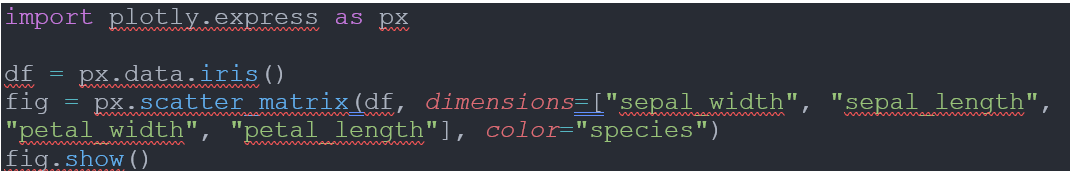 import plotly.express as px
df = px.data.iris()
fig = px.scatter_matrix(df, dimensions=["sepal_width", "sepal_length",
"petal_width", "petal_length"], color="species")
fig.show()